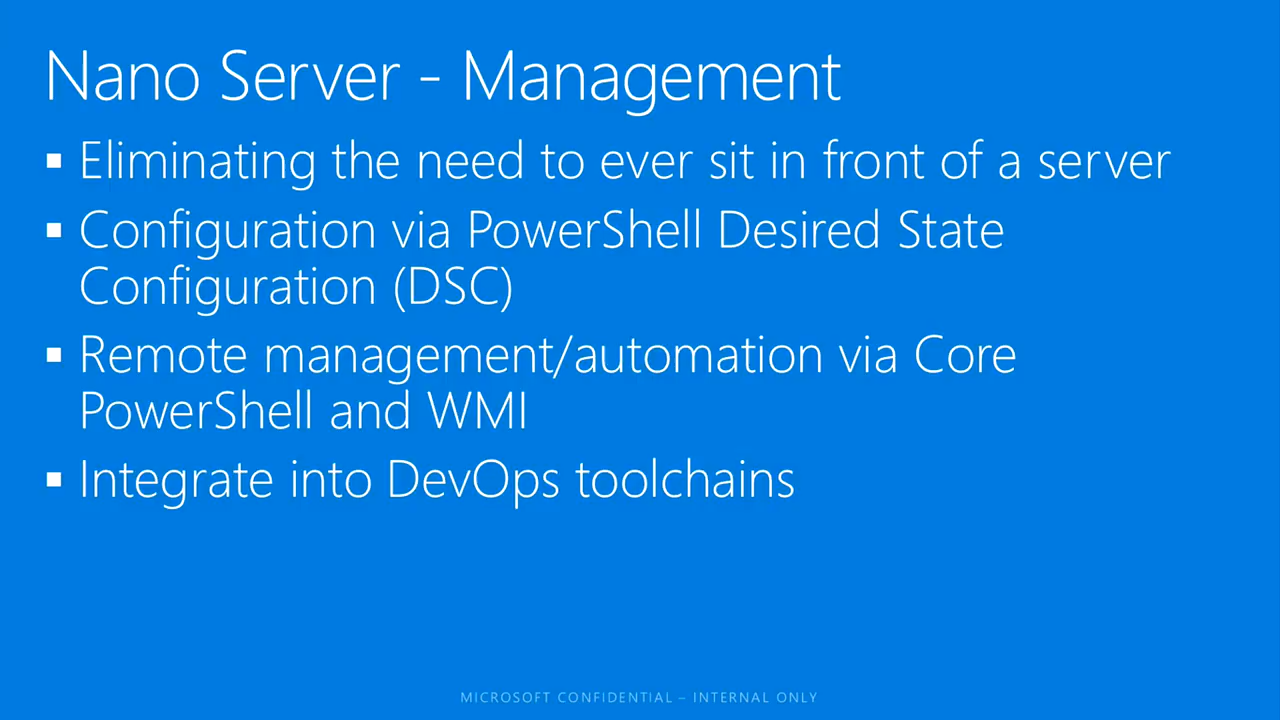 Nano Server - Management
▪ Eliminating the need to ever sit in front of a server
▪ Configuration via PowerShell Desired State
Configuration (DSC)
▪ Remote management/automation via Core
PowerShell and WMI
▪ Integrate into DevOps toolchains
MICROSOFT CONFIDENTIAL – INTERNAL ONLY